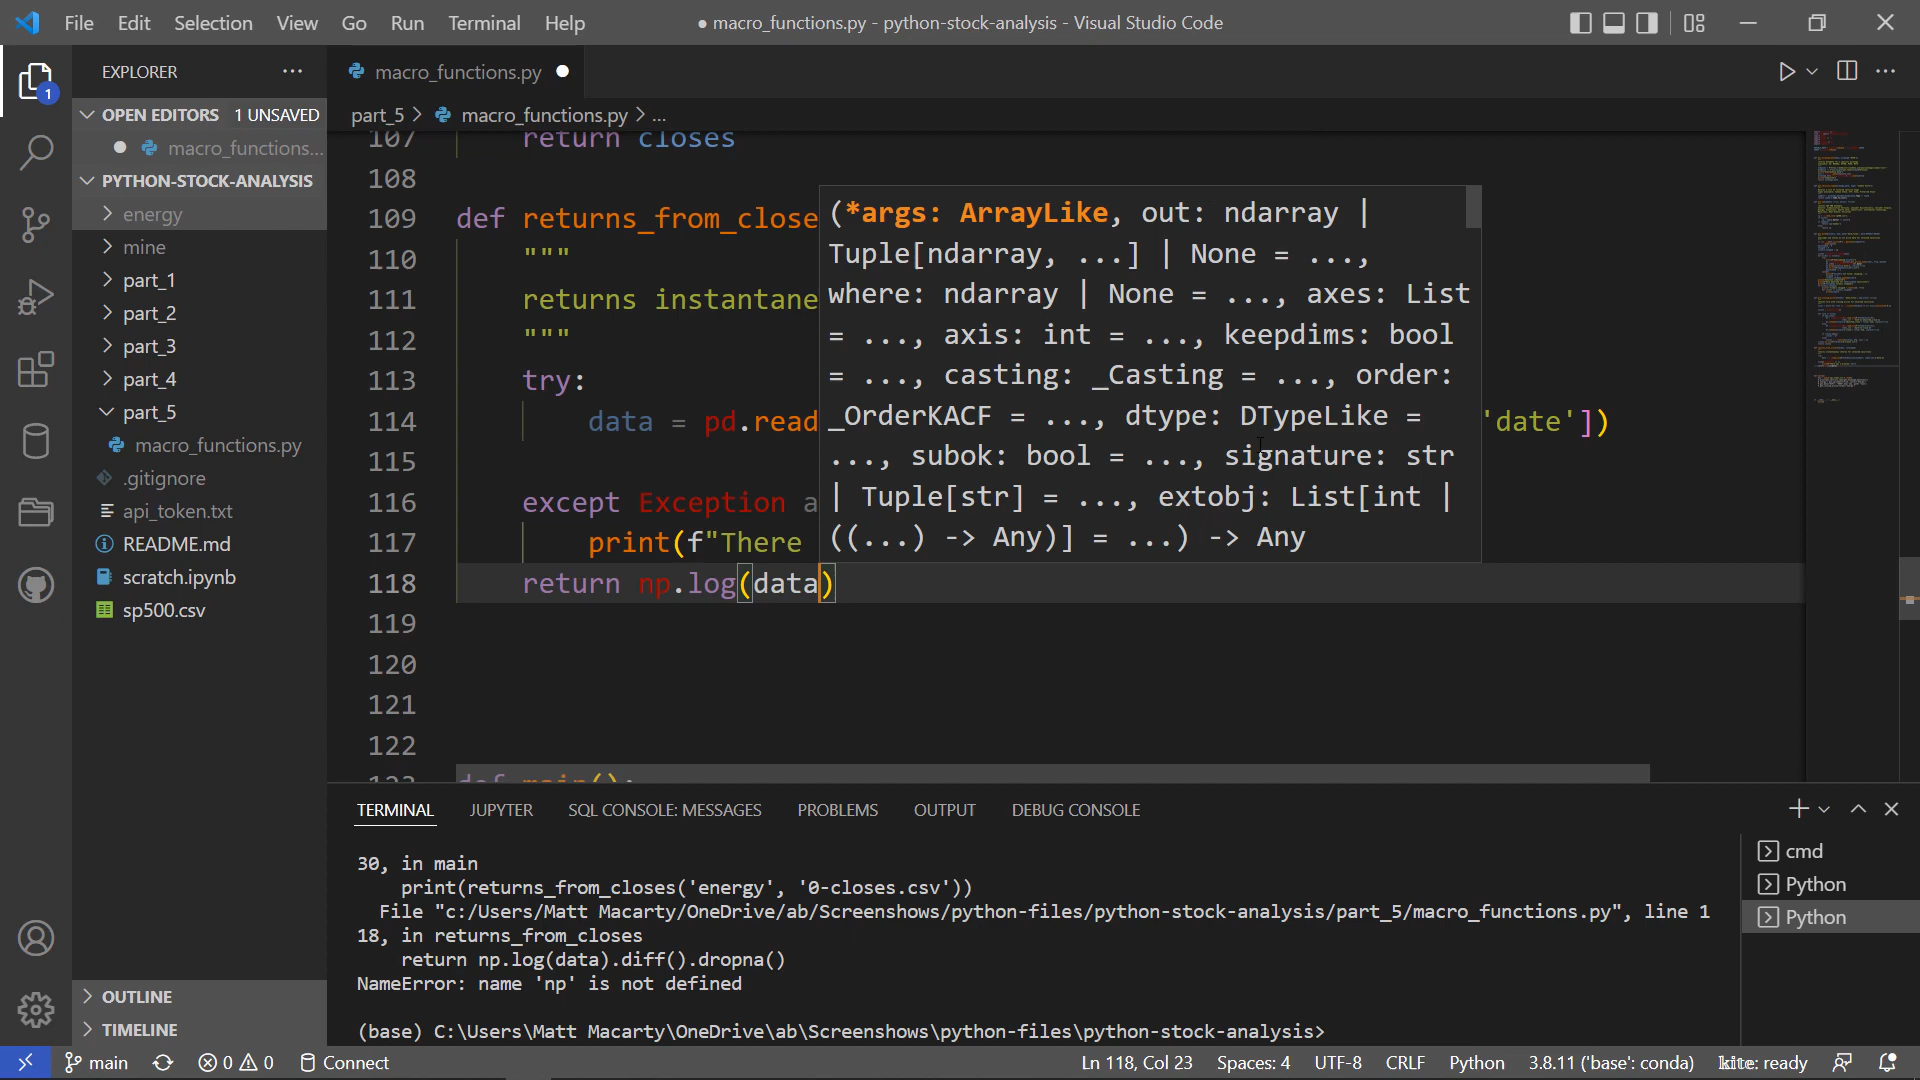 File Edit Selection View Go Run Terminal Help ● macro_functions.py - python-stock-analysis - Visual Studio Code
EXPLORER ...
macro_functions.py
OPEN EDITORS 1 UNSAVED
macro_functions...
PYTHON-STOCK-ANALYSIS
energy
mine
part_1
part_2
part_3
part_4
part_5
macro_functions.py
.gitignore
api_token.txt
README.md
scratch.ipynb
sp500.csv
OUTLINE
TIMELINE
1
part_5 > macro_functions.py > ...
107 return closes
108
109 def returns_from_close
110 """
111 returns instantane
112 """
113 try:
114 data = pd.read 'date'])
115
116 except Exception a
117 print(f"There
118 return np.log(data)
119
120
121
122
123 def main():
(*args: ArrayLike, out: ndarray |
Tuple[ndarray, ...] | None = ...,
where: ndarray | None = ..., axes: List
= ..., axis: int = ..., keepdims: bool
= ..., casting: _Casting = ..., order:
_OrderKACF = ..., dtype: DTypeLike =
..., subok: bool = ..., signature: str
| Tuple[str] = ..., extobj: List[int |
((...) -> Any)] = ...) -> Any
TERMINAL JUPYTER SQL CONSOLE: MESSAGES PROBLEMS OUTPUT DEBUG CONSOLE
30, in main
print(returns_from_closes('energy', '0-closes.csv'))
File "c:/Users/Matt Macarty/OneDrive/ab/Screenshows/python-files/python-stock-analysis/part_5/macro_functions.py", line 1
18, in returns_from_closes
return np.log(data).diff().dropna()
NameError: name 'np' is not defined
(base) C:\Users\Matt Macarty\OneDrive\ab\Screenshows\python-files\python-stock-analysis>
cmd
Python
Python
main 0 0 Connect Ln 118, Col 23 Spaces: 4 UTF-8 CRLF Python 3.8.11 ('base': conda) kite: ready